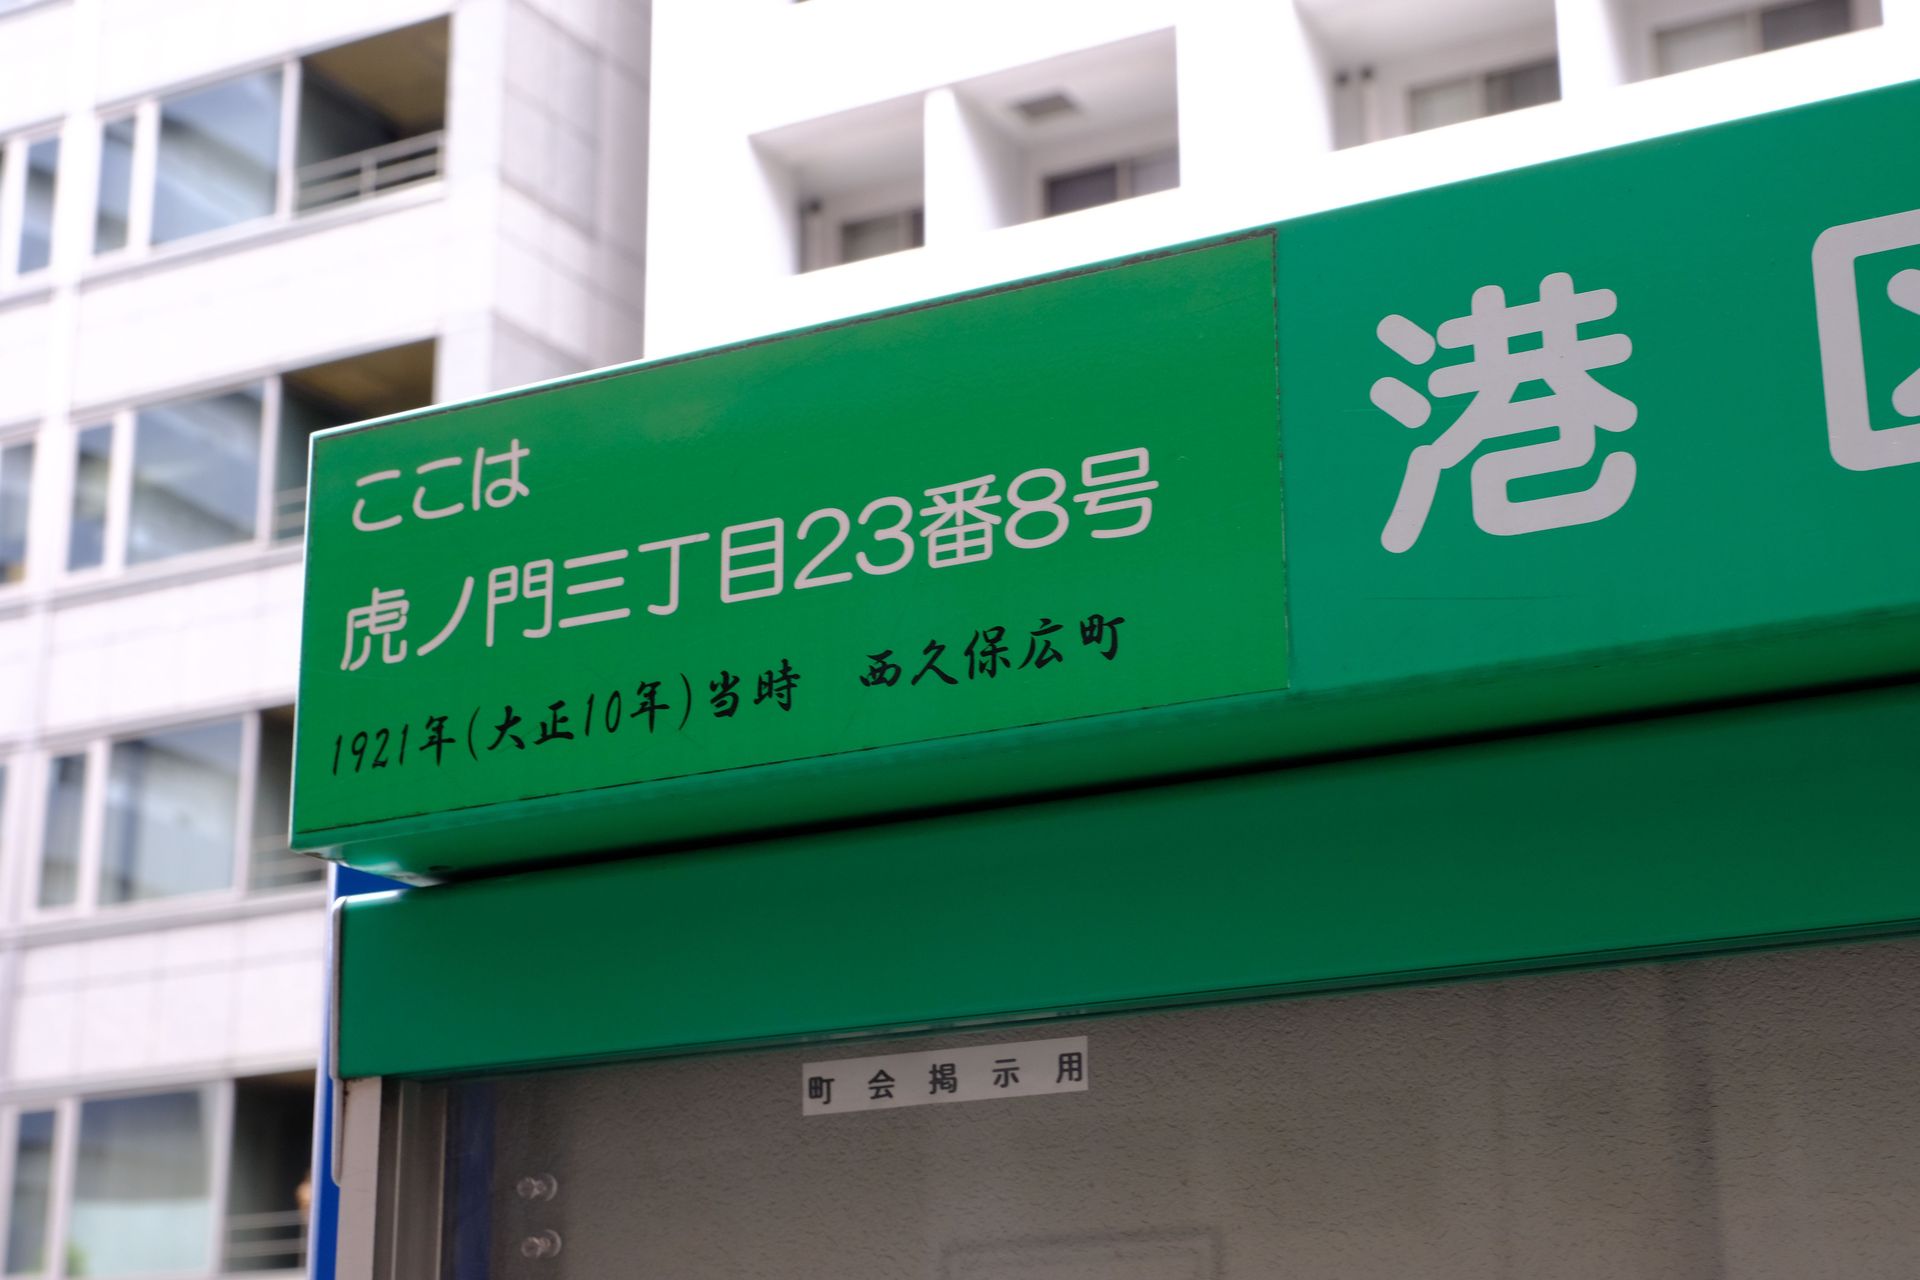 ここは
虎ノ門三丁目23番8号
1921年(大正10年)当時　西久保広町
港区
町会掲示用